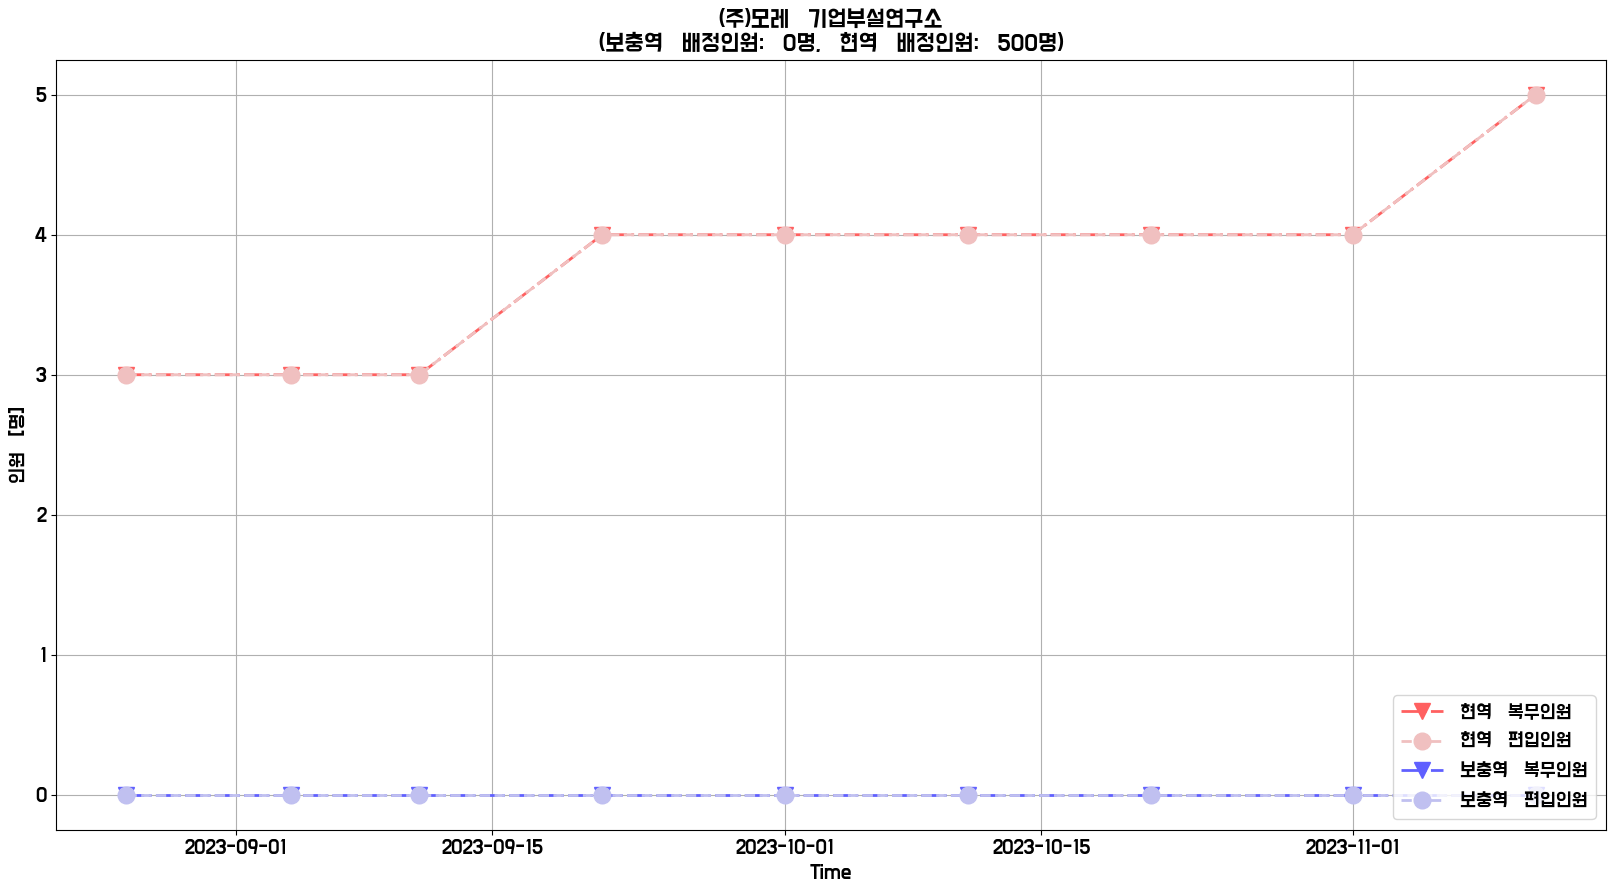 (주)모레 기업부설연구소
(보충역 배정인원: 0명, 현역 배정인원: 500명)
5
4
3
2
1
0
인원 [명]
2023-09-01
2023-09-15
2023-10-01
2023-10-15
2023-11-01
Time
현역 복무인원
현역 편입인원
보충역 복무인원
보충역 편입인원